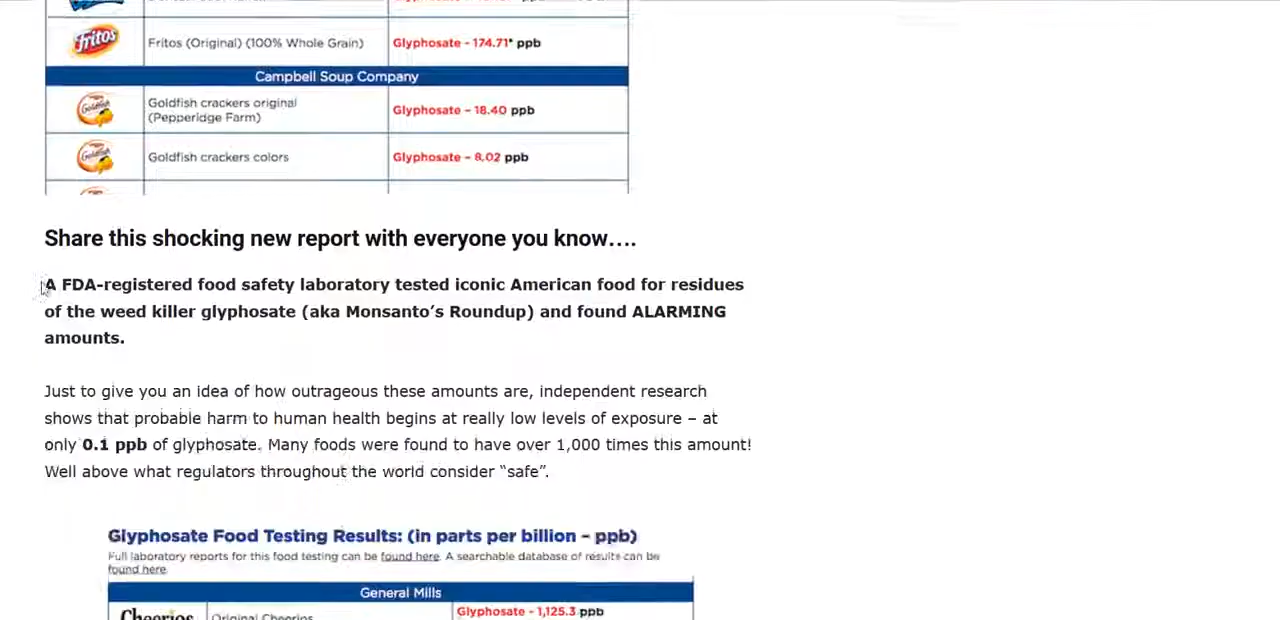 Fritos
Fritos (Original) (100% Whole Grain) Glyphosate - 174.71* ppb
Campbell Soup Company
Goldfish
Goldfish crackers original
(Pepperidge Farm)
Glyphosate - 18.40 ppb
Goldfish
Goldfish crackers colors Glyphosate - 8.02 ppb
Share this shocking new report with everyone you know….
A FDA-registered food safety laboratory tested iconic American food for residues
of the weed killer glyphosate (aka Monsanto’s Roundup) and found ALARMING
amounts.
Just to give you an idea of how outrageous these amounts are, independent research
shows that probable harm to human health begins at really low levels of exposure – at
only 0.1 ppb of glyphosate. Many foods were found to have over 1,000 times this amount!
Well above what regulators throughout the world consider “safe”.
Glyphosate Food Testing Results: (in parts per billion - ppb)
Full laboratory reports for this food testing can be found here. A searchable database of results can be
found here.
General Mills
Cheerios
Original Cheerios
Glyphosate - 1,125.3 ppb